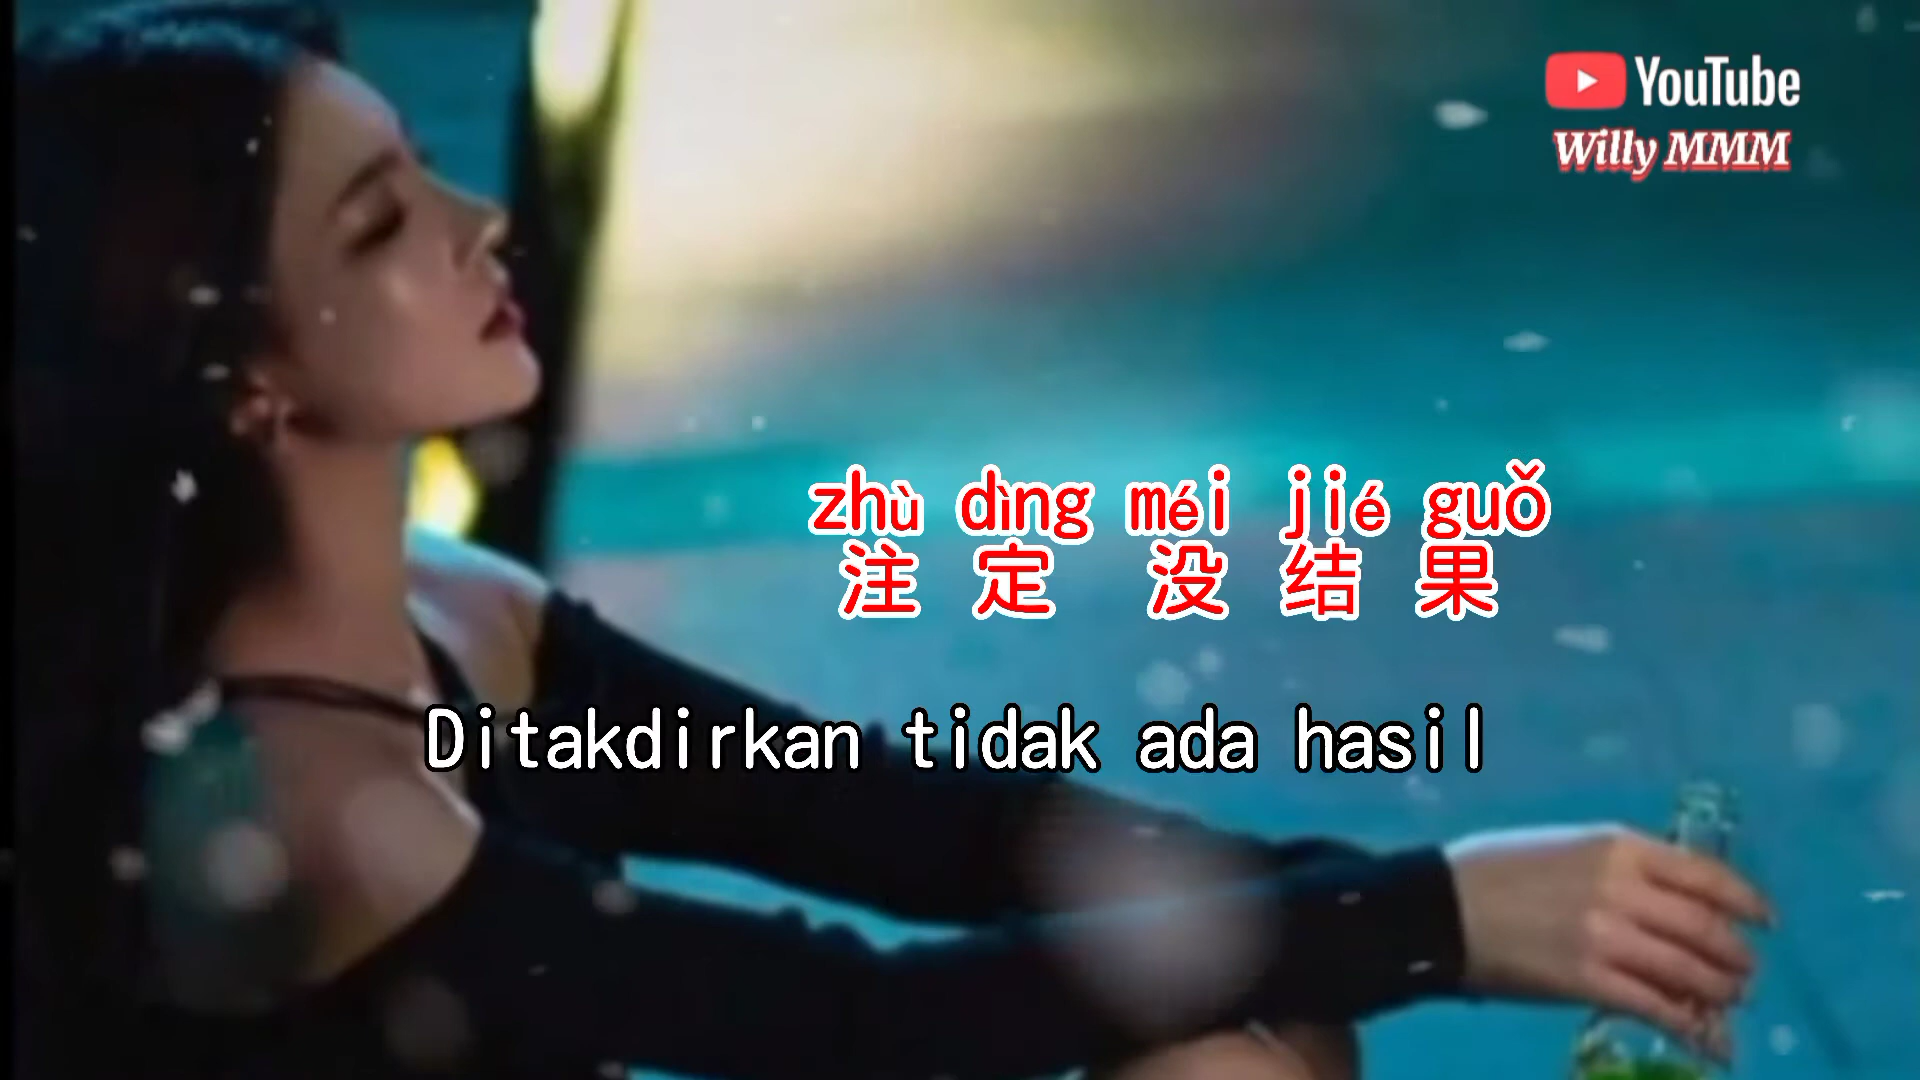 YouTube
Willy MMM
zhù dìng méi jié guǒ
注 定 没 结 果
Ditakdirkan tidak ada hasil